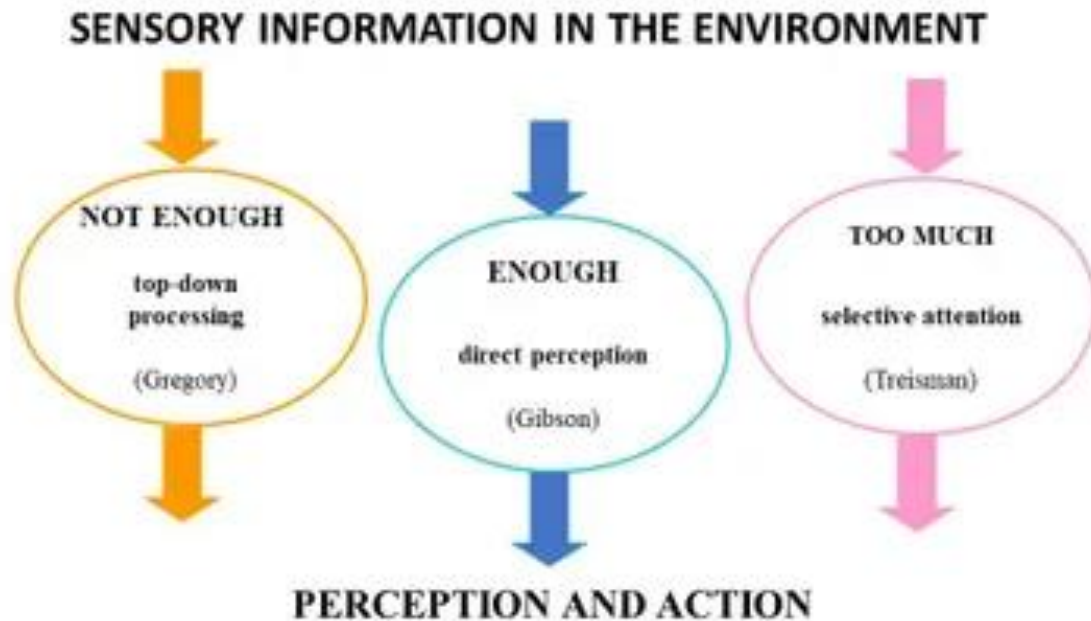 SENSORY INFORMATION IN THE ENVIRONMENT
NOT ENOUGH
top-down
processing
(Gregory)
ENOUGH
direct perception
(Gibson)
TOO MUCH
selective attention
(Treisman)
PERCEPTION AND ACTION